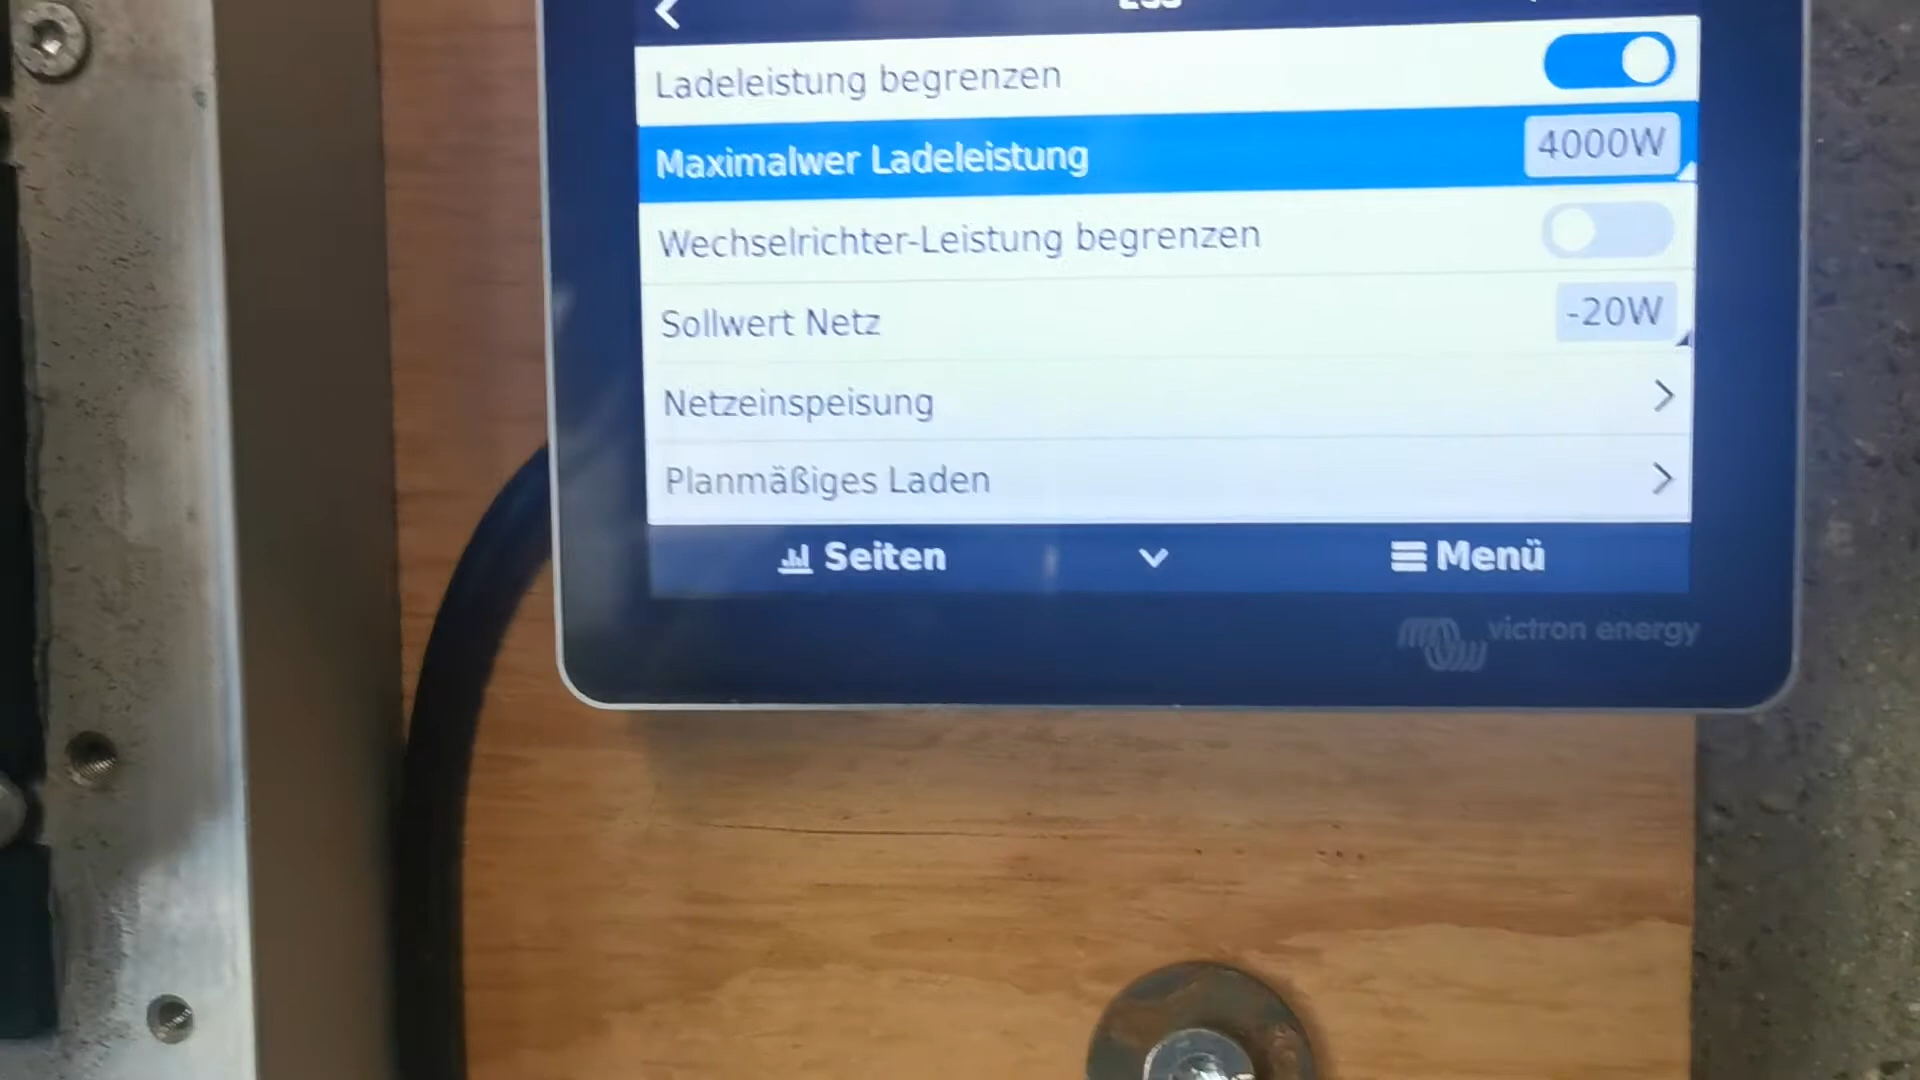 Ladeleistung begrenzen
Maximalwer Ladeleistung 4000W
Wechselrichter-Leistung begrenzen
Sollwert Netz -20W
Netzeinspeisung
Planmäßiges Laden
Seiten Menü
victron energy